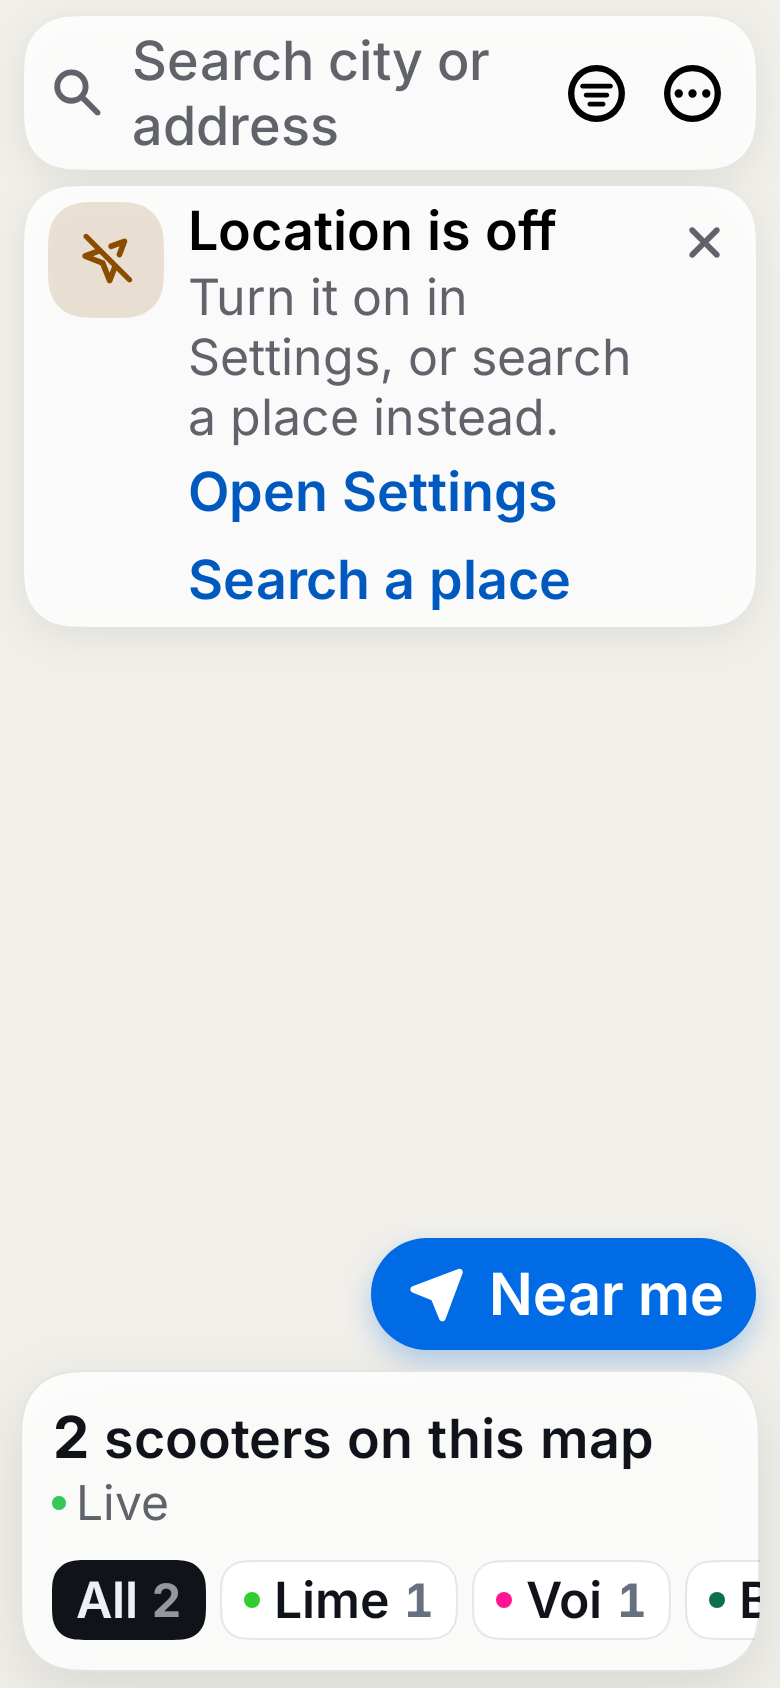 Search city or
address
Location is off
Turn it on in
Settings, or search
a place instead.
Open Settings
Search a place
Near me
2 scooters on this map
Live
All 2
Lime 1
Voi 1